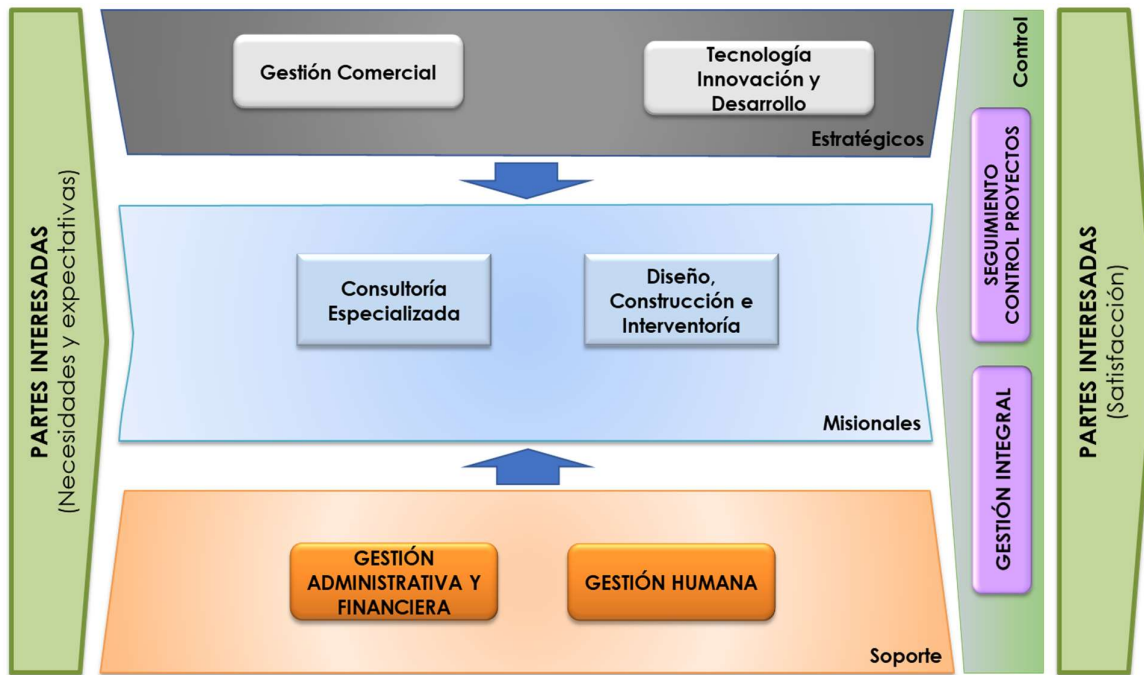 PARTES INTERESADAS
(Necesidades y expectativas)
Gestión Comercial
Tecnología
Innovación y
Desarrollo
Estratégicos
Consultoría
Especializada
Diseño,
Construcción e
Interventoría
Misionales
GESTIÓN
ADMINISTRATIVA Y
FINANCIERA
GESTIÓN HUMANA
Soporte
Control
SEGUIMIENTO
CONTROL PROYECTOS
GESTIÓN INTEGRAL
PARTES INTERESADAS
(Satisfacción)